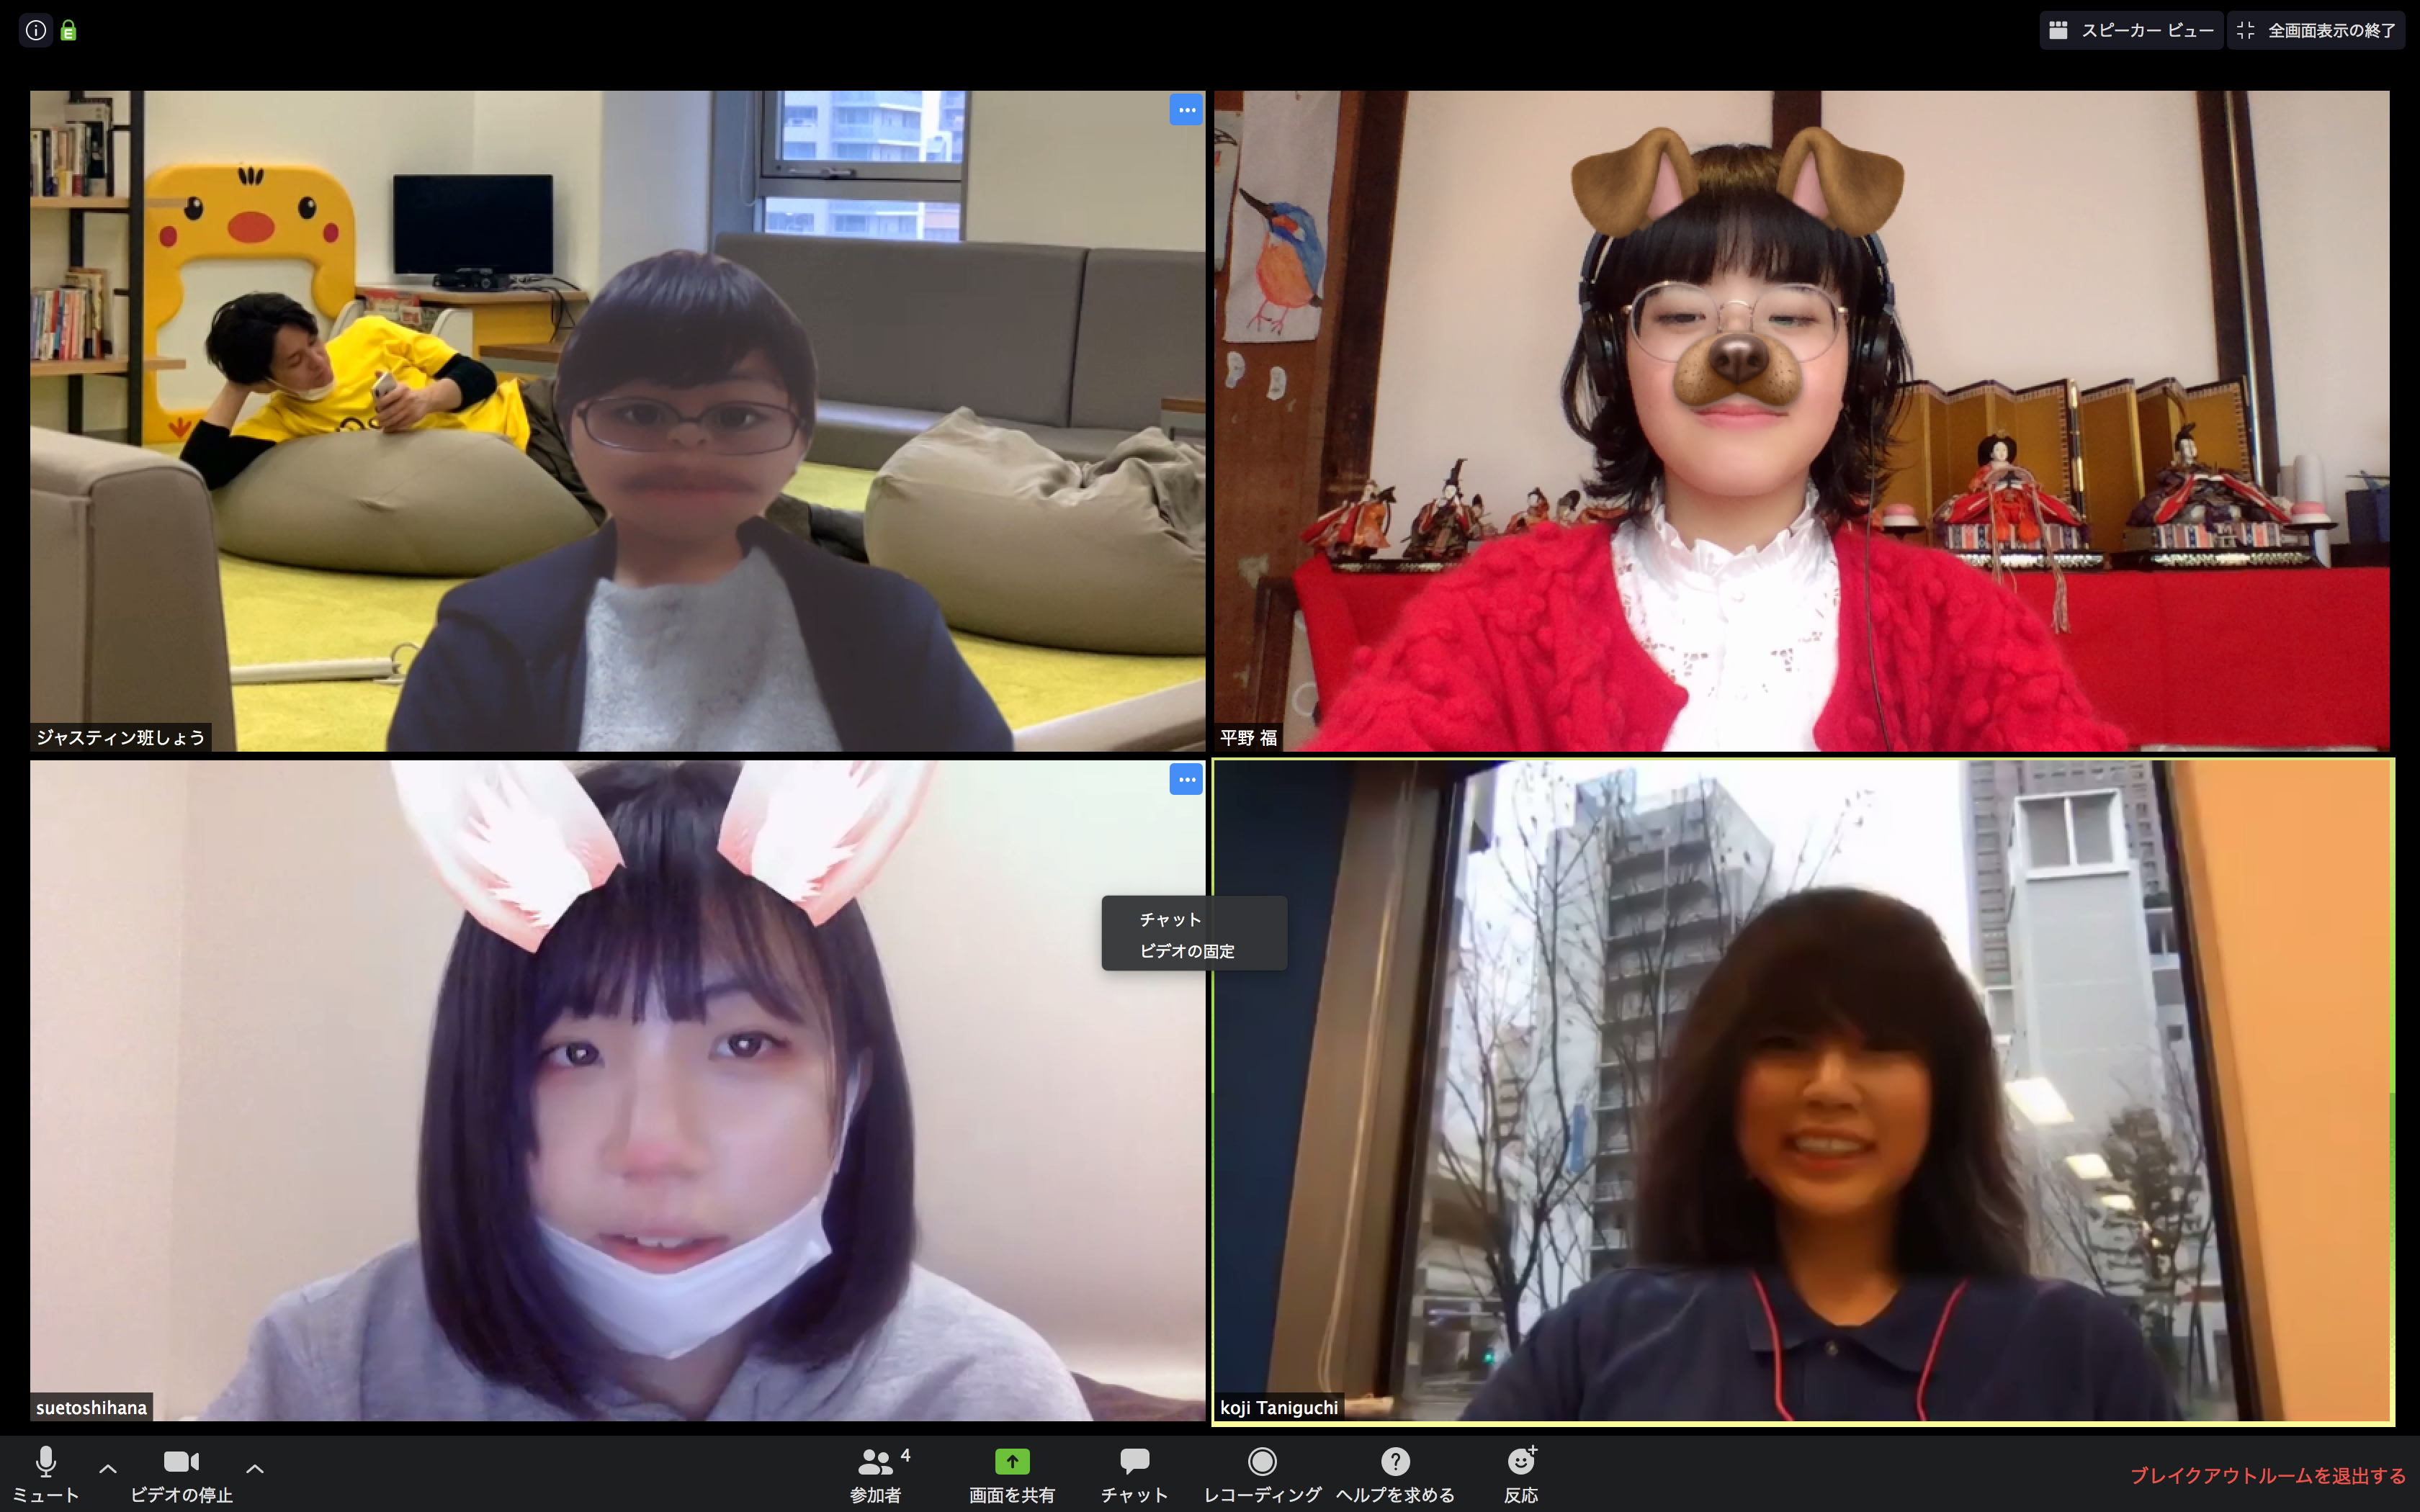 スピーカー ビュー
全画面表示の終了
ジャスティン班しょう
平野 福
チャット
ビデオの固定
suetoshihana
koji Taniguchi
ミュート
ビデオの停止
4
参加者
画面を共有
チャット
レコーディング
ヘルプを求める
反応
ブレイクアウトルームを退出する